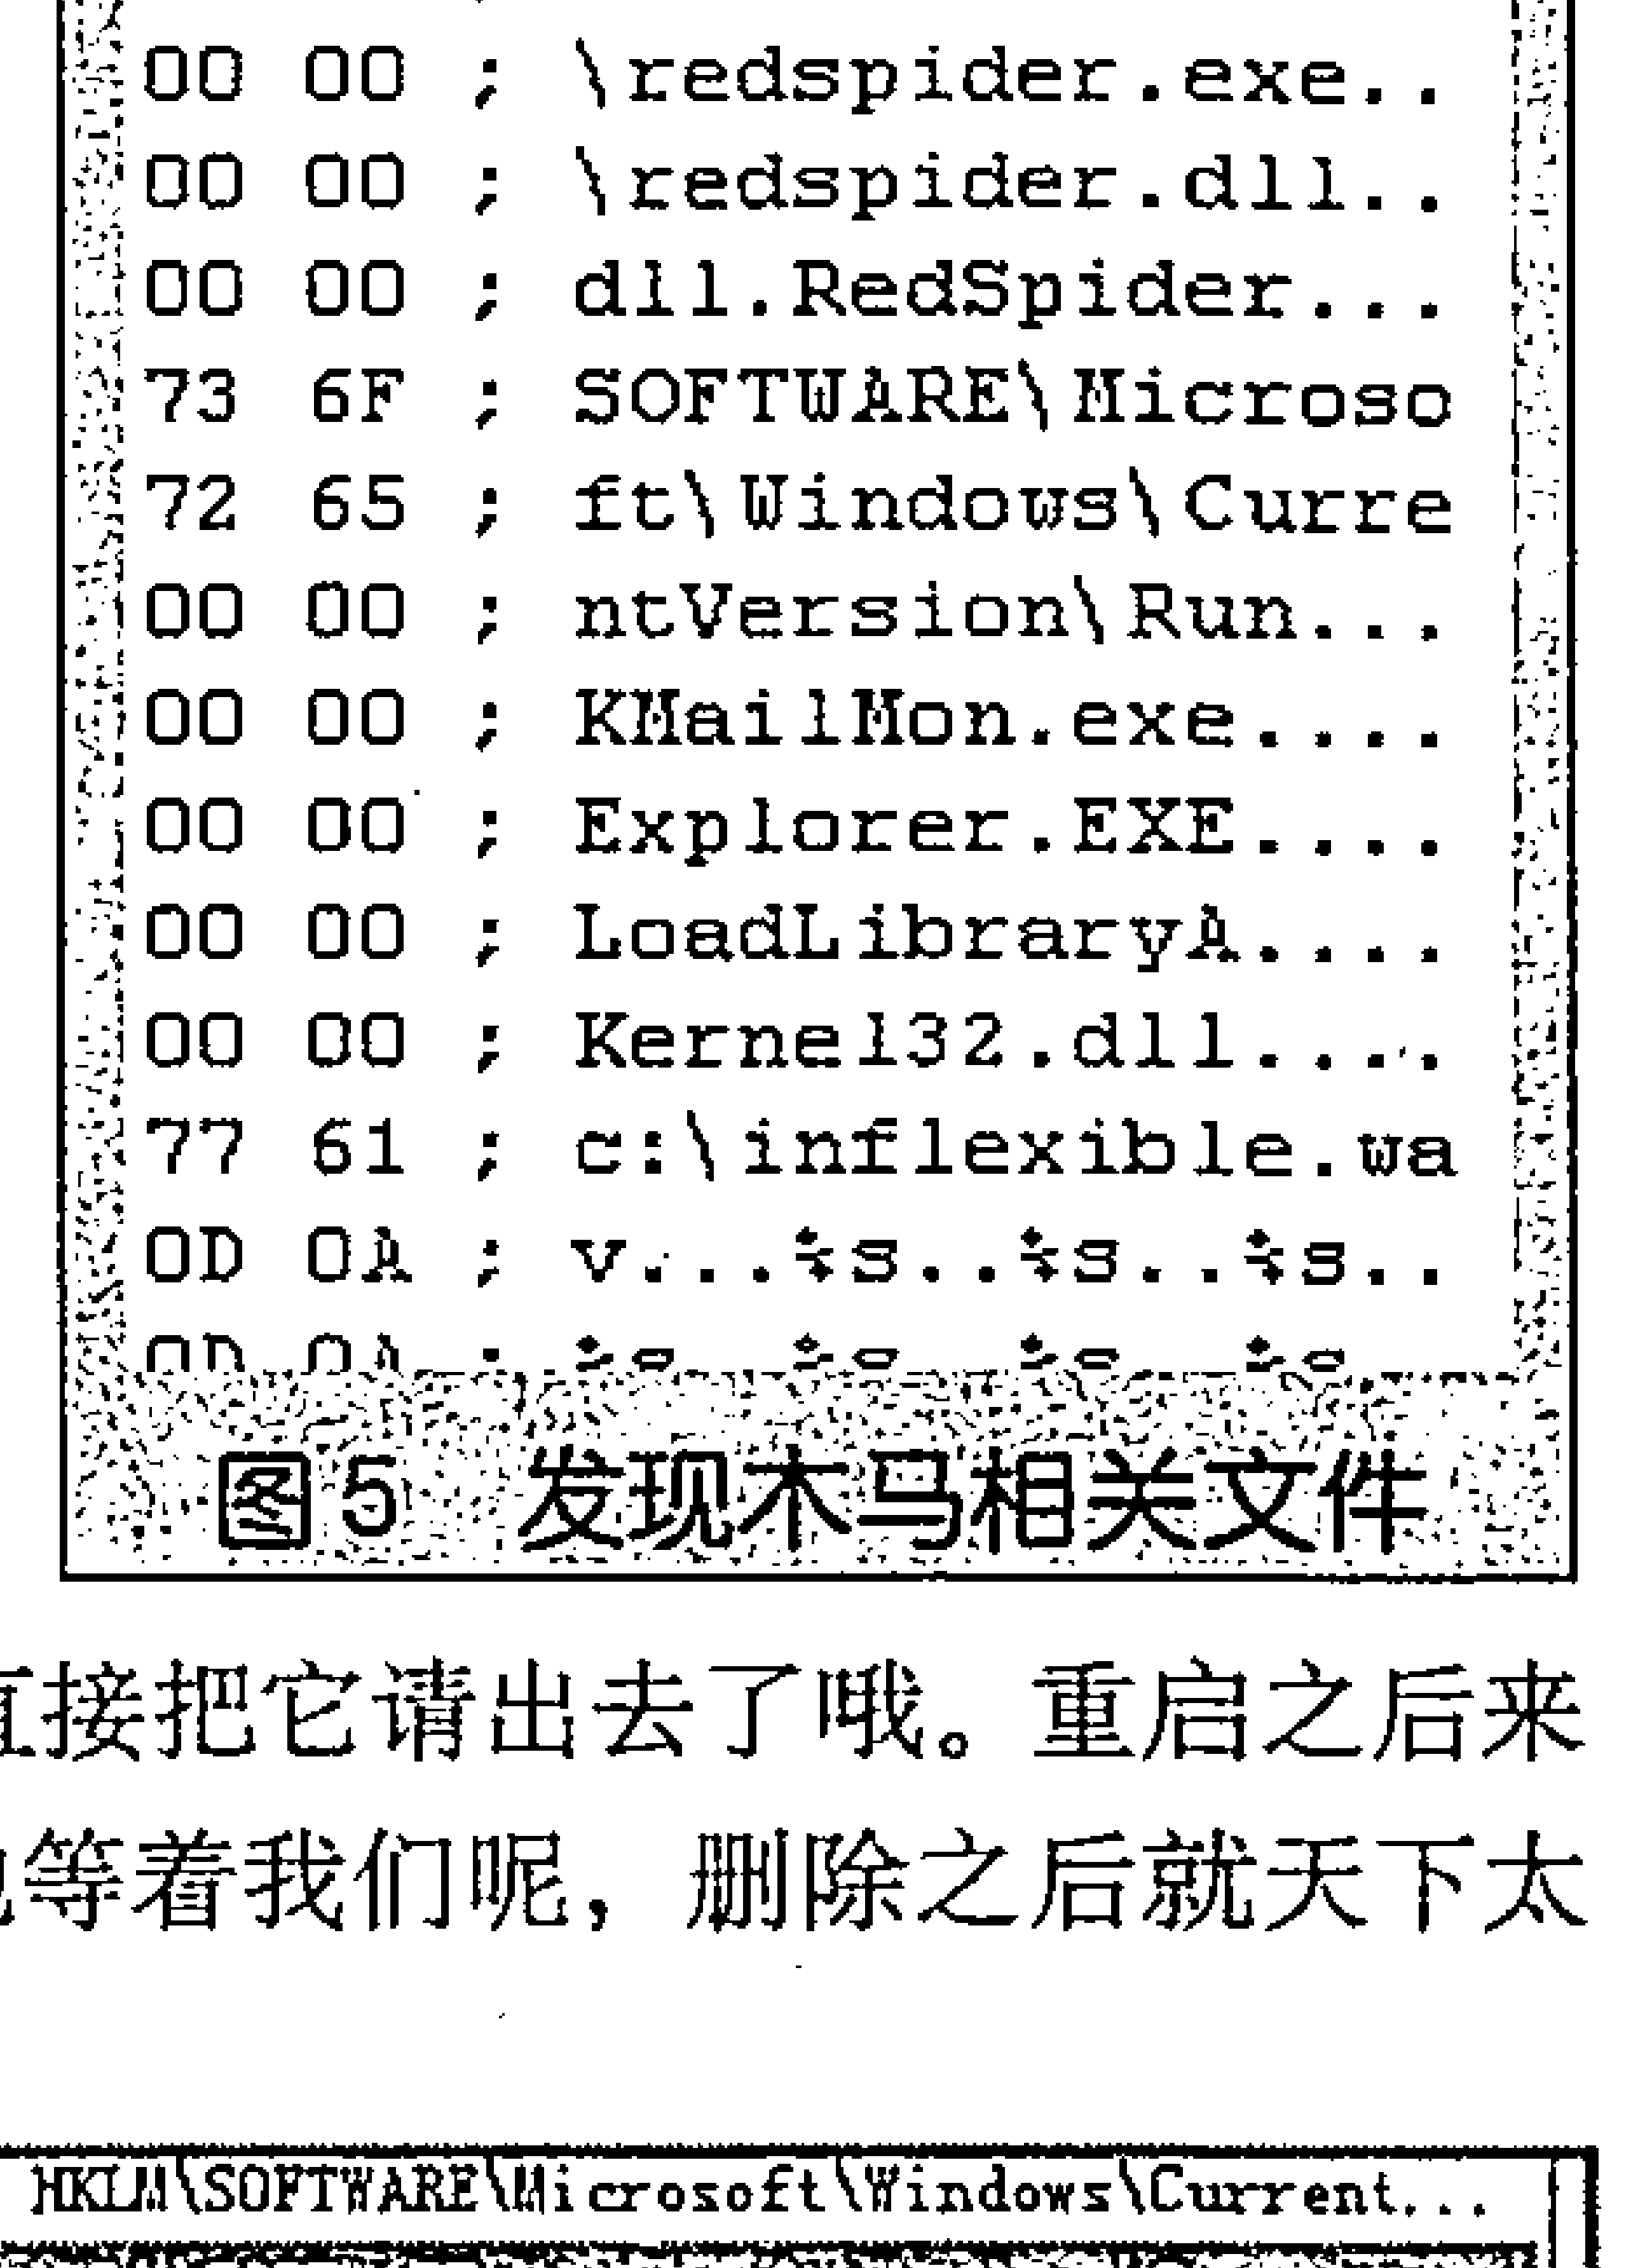 00 00 ; \redspider.exe..
00 00 ; \redspider.dll..
00 00 ; dll.RedSpider...
73 6F ; SOFTWARE\Microso
72 65 ; ft\Windows\Curre
00 00 ; ntVersion\Run...
00 00 ; KMailMon.exe....
00 00 ; Explorer.EXE....
00 00 ; LoadLibraryA....
00 00 ; Kernel32.dll....
77 61 ; c:\inflexible.wa
0D 0A ; v...%s..%s..%s..
图5 发现木马相关文件
直接把它请出去了哦。重启之后来
等着我们呢，删除之后就天下太
HKLM\SOFTWARE\Microsoft\Windows\Current...